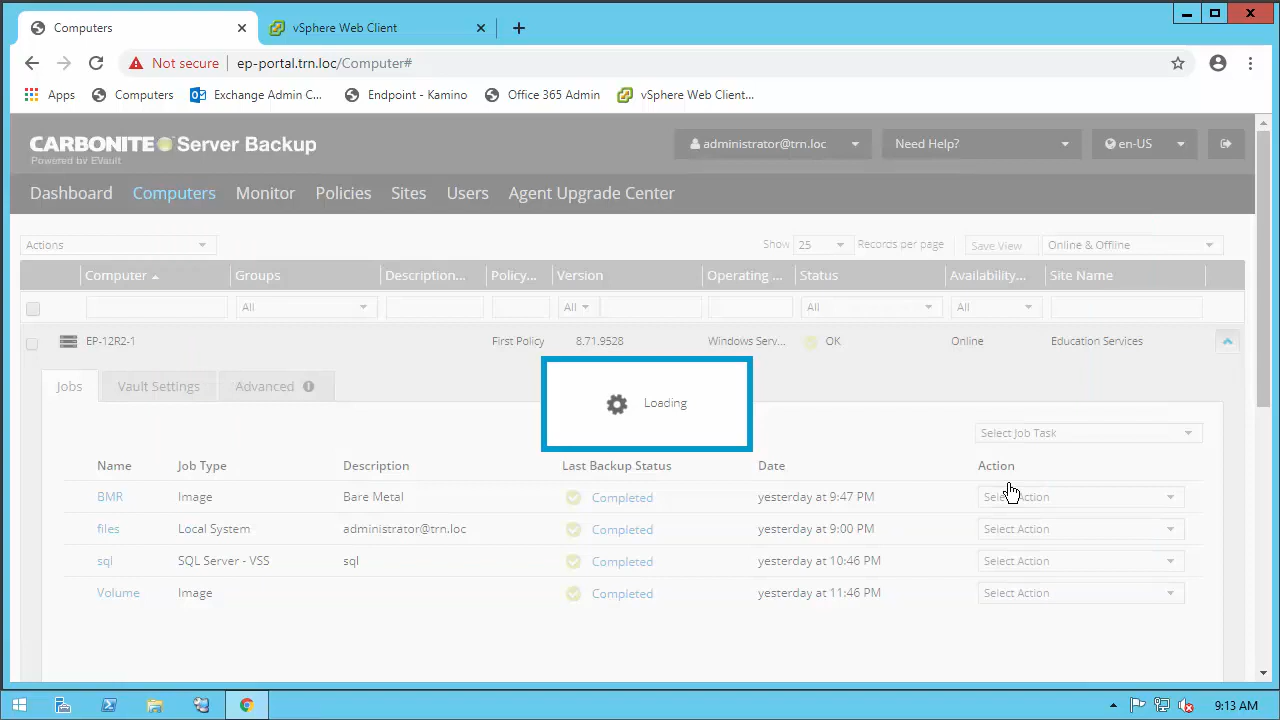 Computers
vSphere Web Client
Not secure
ep-portal.trn.loc/Computer#
Apps
Computers
Exchange Admin C...
Endpoint - Kamino
Office 365 Admin
vSphere Web Client...
CARBONITE Server Backup
Powered by EVault
administrator@trn.loc
Need Help?
en-US
Dashboard Computers Monitor Policies Sites Users Agent Upgrade Center
Actions
Show 25 Records per page
Save View
Online & Offline
Computer Groups Description... Policy... Version Operating ... Status Availability... Site Name
All All All All
EP-12R2-1 First Policy 8.71.9528 Windows Serv... OK Online Education Services
Jobs Vault Settings Advanced
Loading
Select Job Task
Name Job Type Description Last Backup Status Date Action
BMR Image Bare Metal Completed yesterday at 9:47 PM Select Action
files Local System administrator@trn.loc Completed yesterday at 9:00 PM Select Action
sql SQL Server - VSS sql Completed yesterday at 10:46 PM Select Action
Volume Image Completed yesterday at 11:46 PM Select Action
9:13 AM